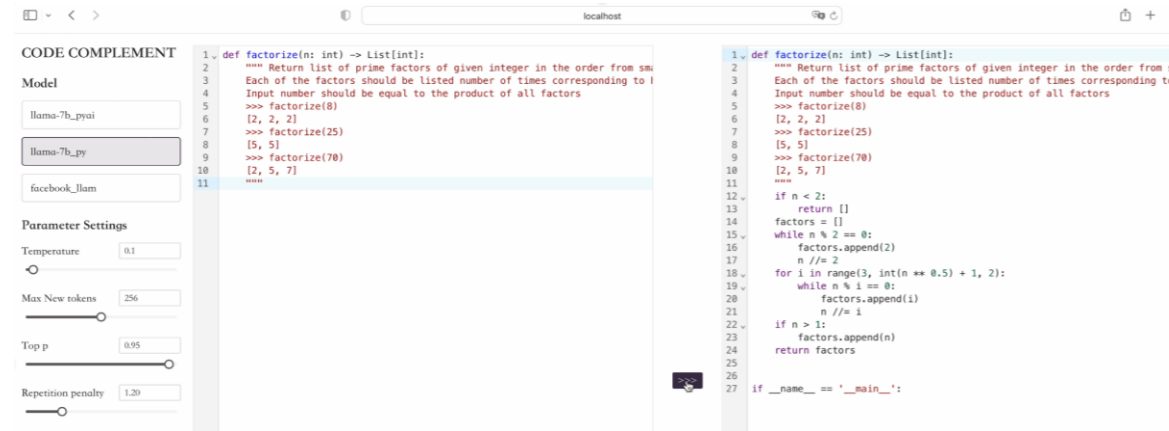 localhost
CODE COMPLEMENT
Model
llama-7b_pyai
llama-7b_py
facebook_llam
Parameter Settings
Temperature 0.1
Max New tokens 256
Top p 0.95
Repetition penalty 1.20
1 def factorize(n: int) -> List[int]:
2 """ Return list of prime factors of given integer in the order from sma
3 Each of the factors should be listed number of times corresponding to h
4 Input number should be equal to the product of all factors
5 >>> factorize(8)
6 [2, 2, 2]
7 >>> factorize(25)
8 [5, 5]
9 >>> factorize(70)
10 [2, 5, 7]
11 """
>>>
1 def factorize(n: int) -> List[int]:
2 """ Return list of prime factors of given integer in the order from
3 Each of the factors should be listed number of times corresponding t
4 Input number should be equal to the product of all factors
5 >>> factorize(8)
6 [2, 2, 2]
7 >>> factorize(25)
8 [5, 5]
9 >>> factorize(70)
10 [2, 5, 7]
11 """
12 if n < 2:
13 return []
14 factors = []
15 while n % 2 == 0:
16 factors.append(2)
17 n //= 2
18 for i in range(3, int(n ** 0.5) + 1, 2):
19 while n % i == 0:
20 factors.append(i)
21 n //= i
22 if n > 1:
23 factors.append(n)
24 return factors
25
26
27 if __name__ == '__main__':